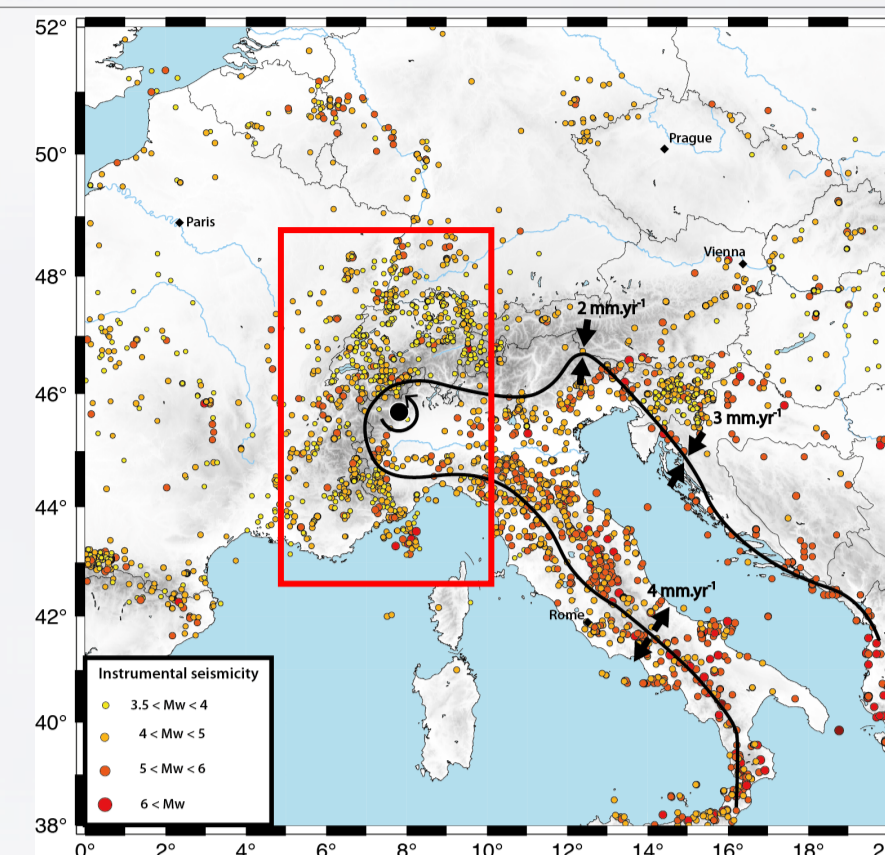 52°
50°
Prague
Paris
Vienna
48°
2 mm.yr-1
46°
3 mm.yr-1
44°
4 mm.yr-1
42°
Rome
Instrumental seismicity
3.5 < Mw < 4
4 < Mw < 5
5 < Mw < 6
6 < Mw
40°
38°
0° 2° 4° 6° 8° 10° 12° 14° 16° 18°